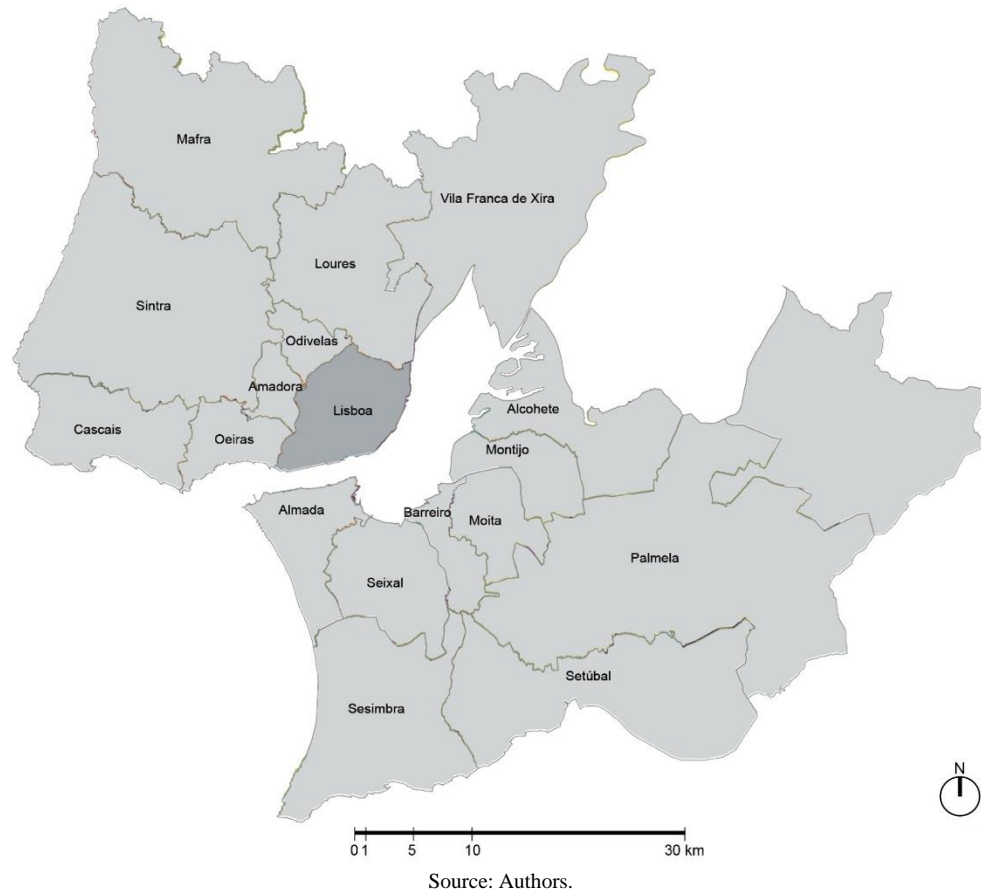 Mafra
Vila Franca de Xira
Loures
Sintra
Odivelas
Amadora
Lisboa
Alcohete
Cascais
Oeiras
Montijo
Almada
Barreiro
Moita
Palmela
Seixal
Setúbal
Sesimbra
N
0 1 5 10 30 km
Source: Authors.